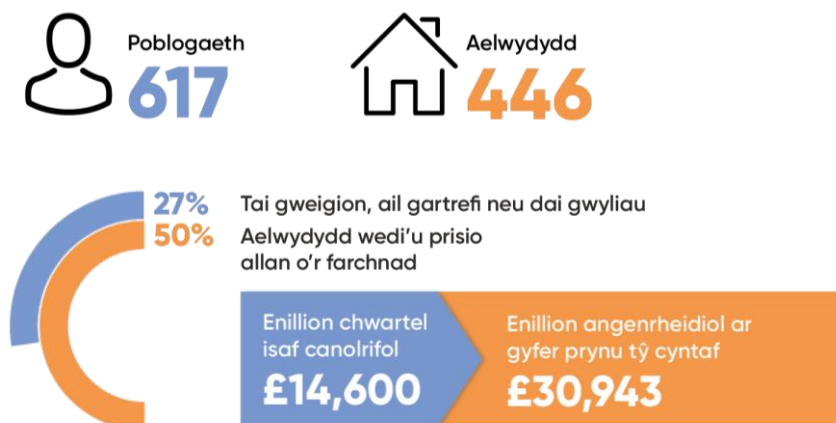 Poblogaeth
617
Aelwydydd
446
27% Tai gweigion, ail gartrefi neu dai gwyliau
50% Aelwydydd wedi'u prisio
allan o'r farchnad
Enillion chwartel
isaf canolrifol
£14,600
Enillion angenrheidiol ar
gyfer prynu tŷ cyntaf
£30,943